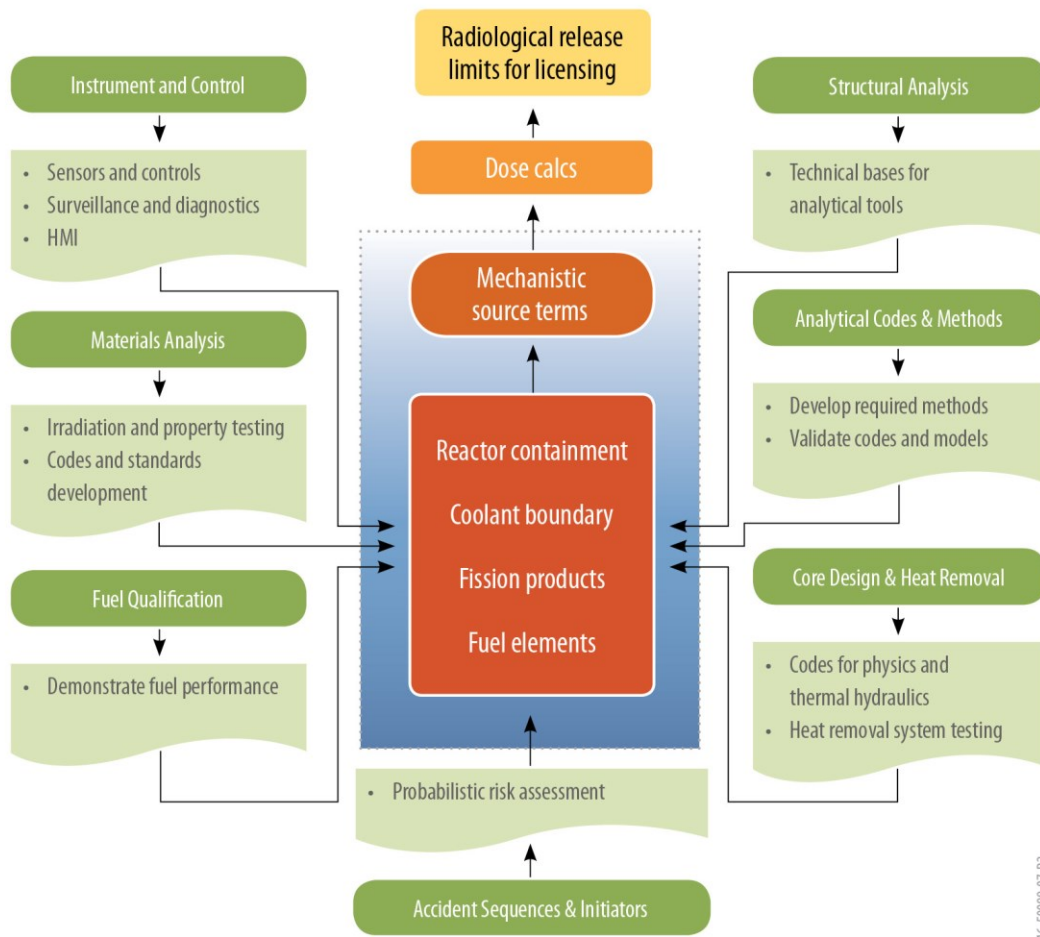 Radiological release
limits for licensing
Dose calcs
Mechanistic
source terms
Reactor containment
Coolant boundary
Fission products
Fuel elements
Instrument and Control
• Sensors and controls
• Surveillance and diagnostics
• HMI
Materials Analysis
• Irradiation and property testing
• Codes and standards
development
Fuel Qualification
• Demonstrate fuel performance
Structural Analysis
• Technical bases for
analytical tools
Analytical Codes & Methods
• Develop required methods
• Validate codes and models
Core Design & Heat Removal
• Codes for physics and
thermal hydraulics
• Heat removal system testing
• Probabilistic risk assessment
Accident Sequences & Initiators